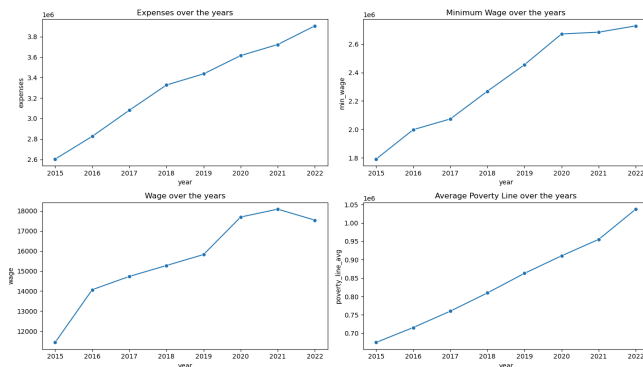 Expenses over the years
1e6
3.8
3.6
3.4
3.2
3.0
2.8
2.6
expenses
2015 2016 2017 2018 2019 2020 2021 2022
year
Minimum Wage over the years
1e6
2.6
2.4
2.2
2.0
1.8
min_wage
2015 2016 2017 2018 2019 2020 2021 2022
year
Wage over the years
18000
17000
16000
15000
14000
13000
12000
wage
2015 2016 2017 2018 2019 2020 2021 2022
year
Average Poverty Line over the years
1e6
1.05
1.00
0.95
0.90
0.85
0.80
0.75
0.70
poverty_line_avg
2015 2016 2017 2018 2019 2020 2021 2022
year